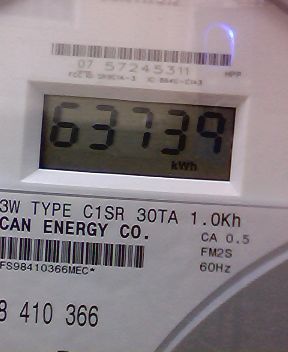 07 57245311
HPP
63739
kWh
3W TYPE C1SR 30TA 1.0Kh
CAN ENERGY CO.
CA 0.5
FM2S
60Hz
FS98410366MEC*
8 410 366